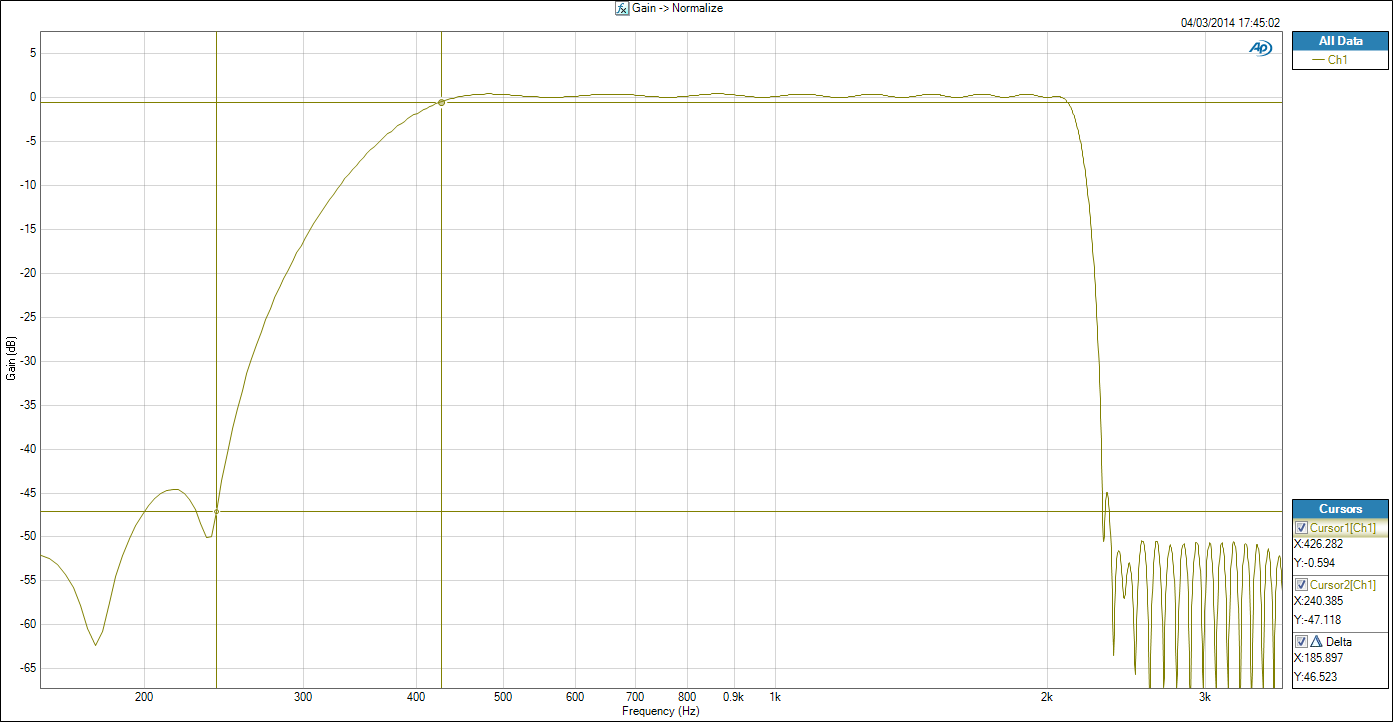 Gain -> Normalize
04/03/2014 17:45:02
AP
All Data
Ch1
5
0
-5
-10
-15
-20
-25
-30
-35
-40
-45
-50
-55
-60
-65
Gain (dB)
200 300 400 500 600 700 800 0.9k 1k 2k 3k
Frequency (Hz)
Cursors
Cursor1[Ch1]
X:426.282
Y:-0.594
Cursor2[Ch1]
X:240.385
Y:-47.118
Delta
X:185.897
Y:46.523